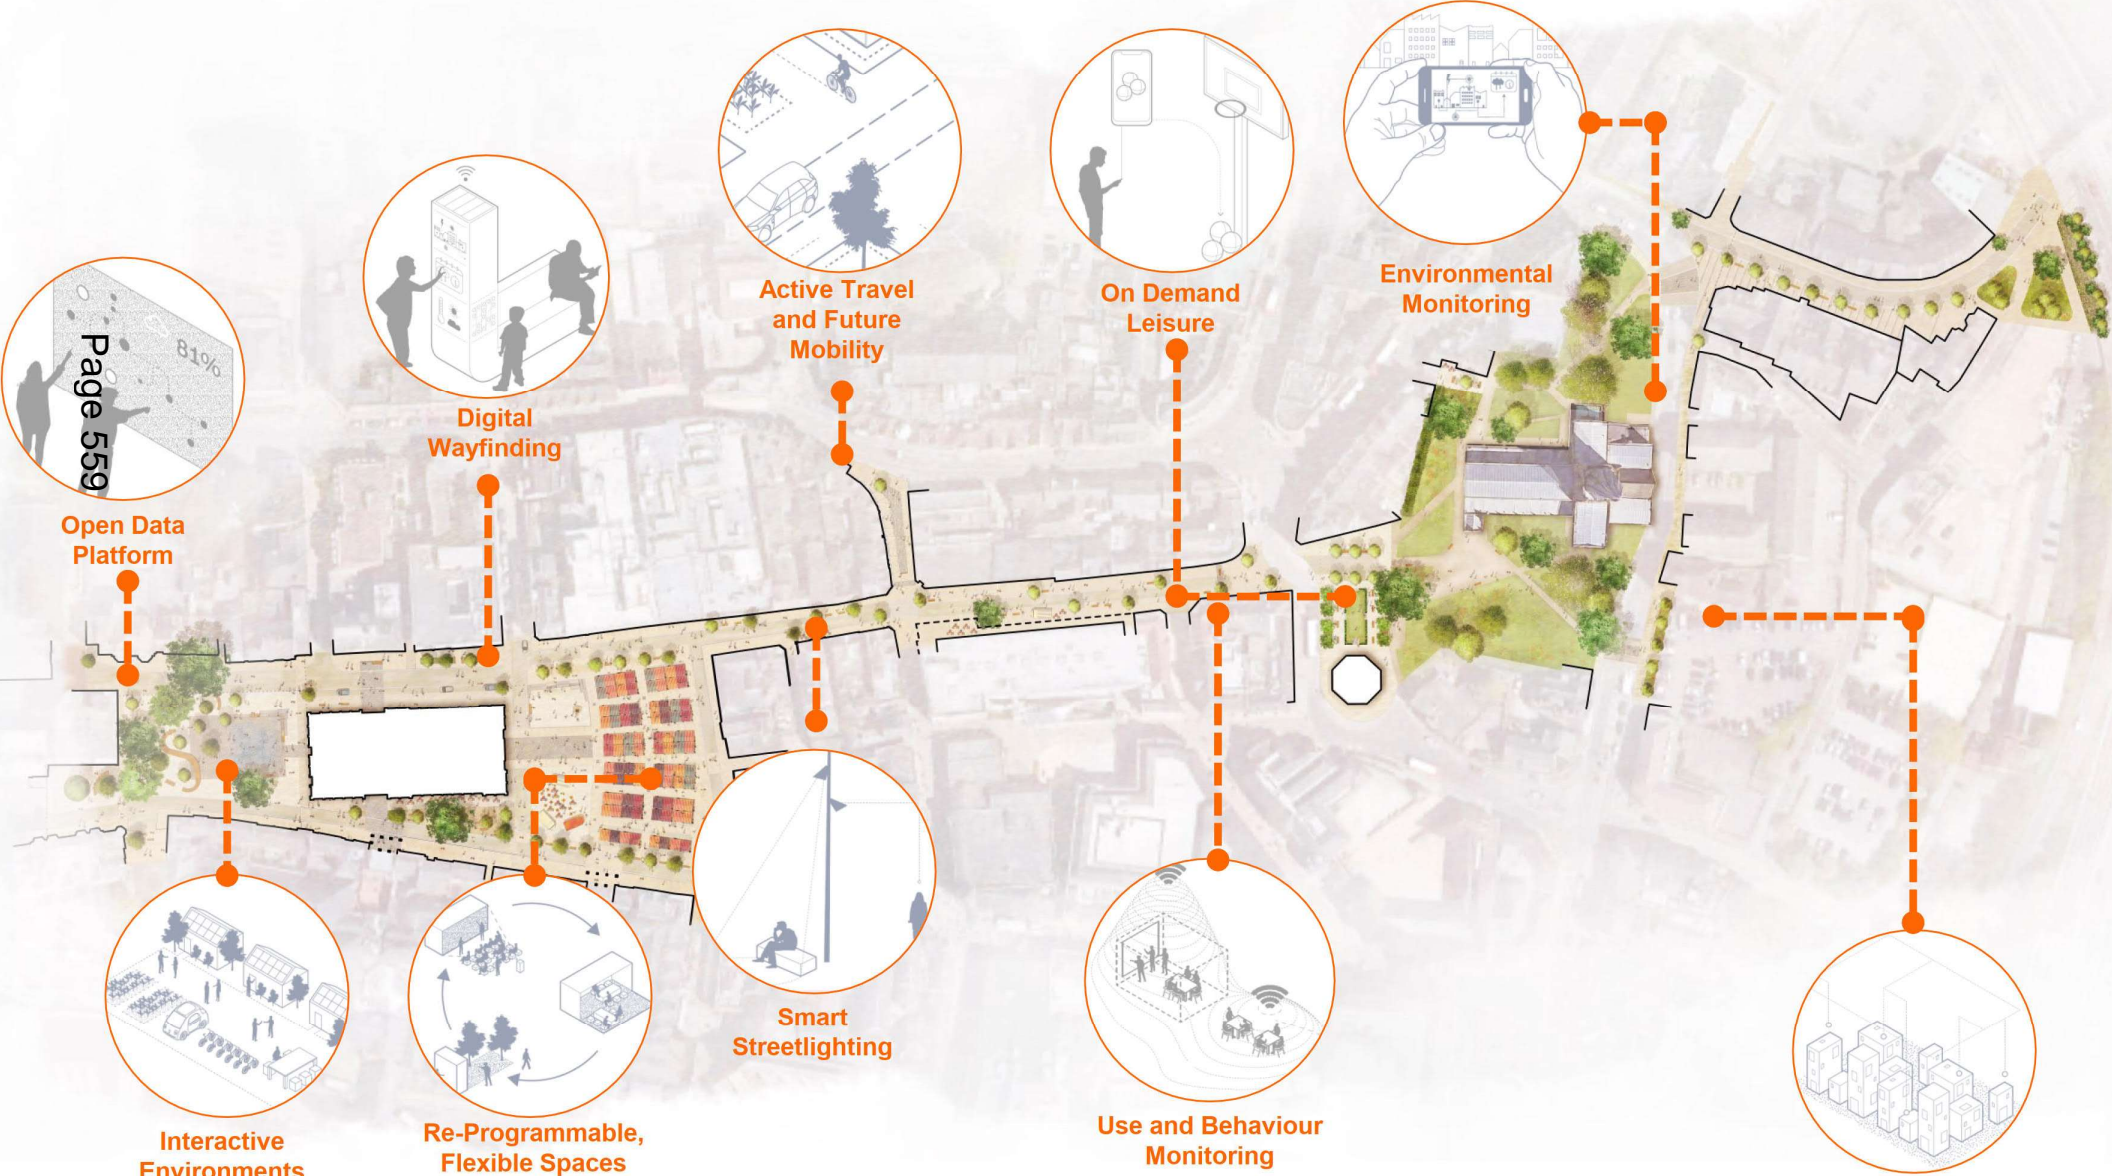 Environmental
Monitoring
Active Travel
and Future
Mobility
On Demand
Leisure
Digital
Wayfinding
81%
Page 559
Open Data
Platform
Smart
Streetlighting
Use and Behaviour
Monitoring
Interactive
Environments
Re-Programmable,
Flexible Spaces